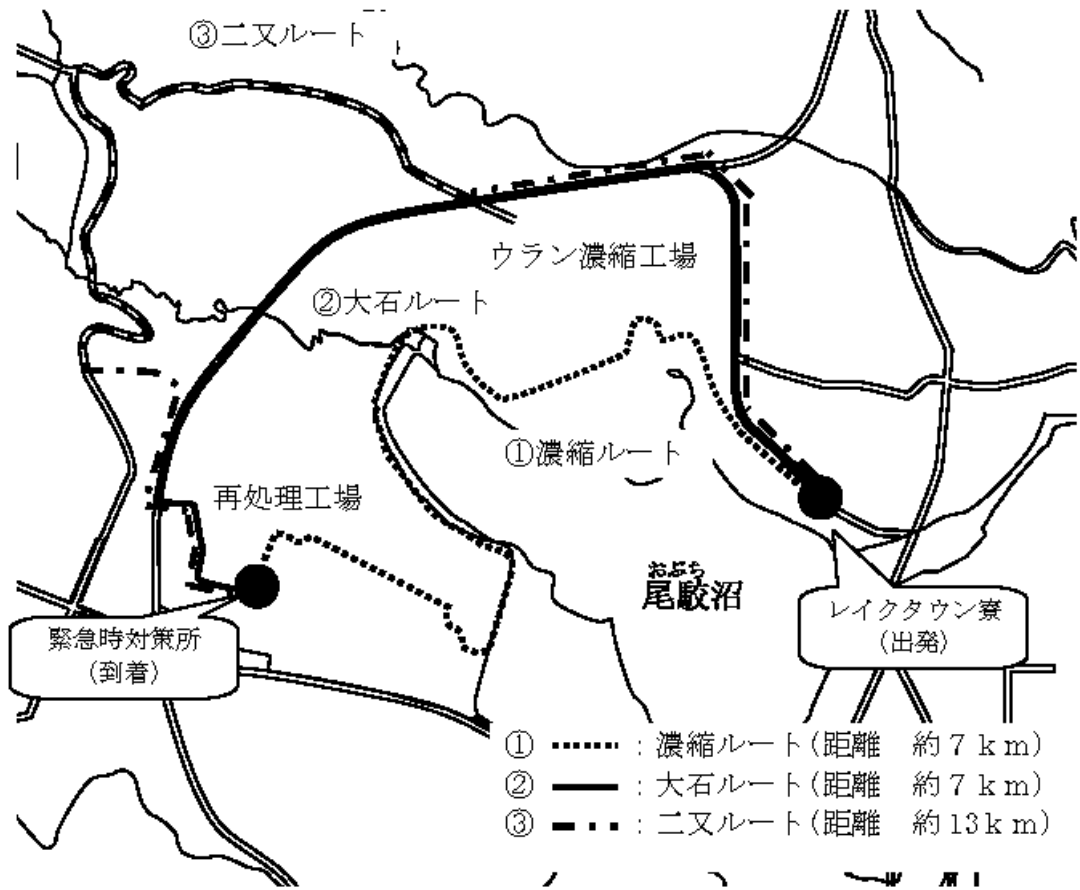 ③二又ルート
ウラン濃縮工場
②大石ルート
①濃縮ルート
再処理工場
おぶち
尾駮沼
レイクタウン寮
(出発)
緊急時対策所
(到着)
①：濃縮ルート(距離　約7ｋｍ)
②：大石ルート(距離　約7ｋｍ)
③：二又ルート(距離　約13ｋｍ)